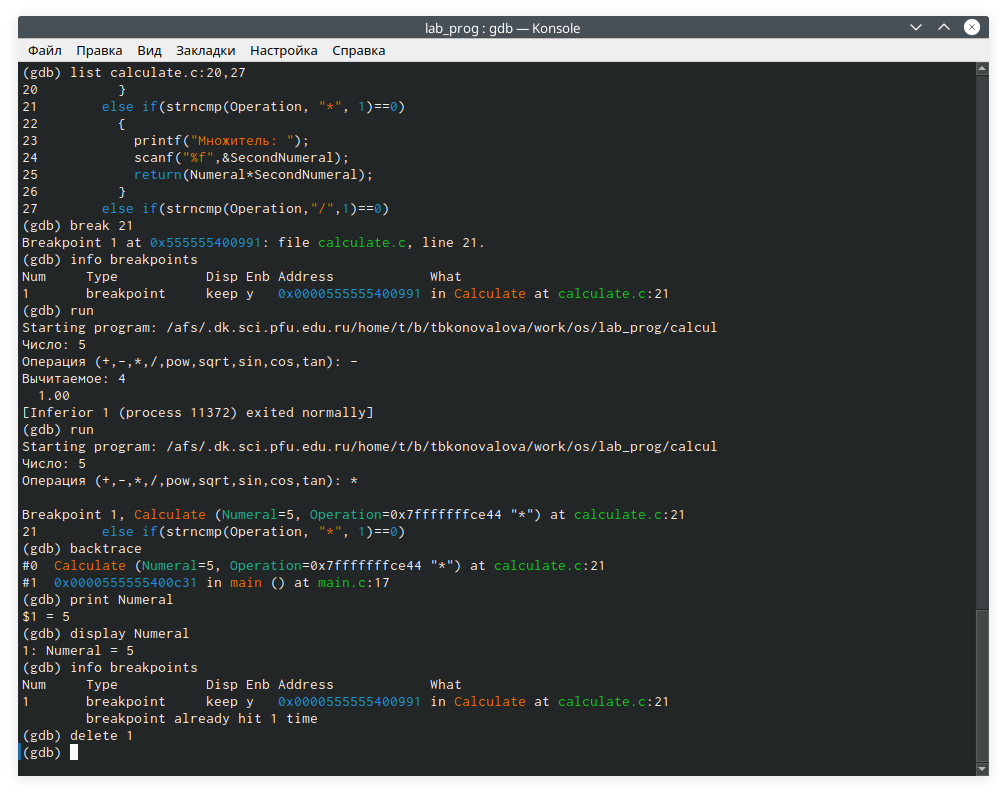 lab_prog : gdb — Konsole
Файл Правка Вид Закладки Настройка Справка
(gdb) list calculate.c:20,27
20          }
21        else if(strncmp(Operation, "*", 1)==0)
22          {
23            printf("Множитель: ");
24            scanf("%f",&SecondNumeral);
25            return(Numeral*SecondNumeral);
26          }
27        else if(strncmp(Operation,"/",1)==0)
(gdb) break 21
Breakpoint 1 at 0x555555400991: file calculate.c, line 21.
(gdb) info breakpoints
Num     Type           Disp Enb Address            What
1       breakpoint     keep y   0x0000555555400991 in Calculate at calculate.c:21
(gdb) run
Starting program: /afs/.dk.sci.pfu.edu.ru/home/t/b/tbkonovalova/work/os/lab_prog/calcul
Число: 5
Операция (+,-,*,/,pow,sqrt,sin,cos,tan): -
Вычитаемое: 4
  1.00
[Inferior 1 (process 11372) exited normally]
(gdb) run
Starting program: /afs/.dk.sci.pfu.edu.ru/home/t/b/tbkonovalova/work/os/lab_prog/calcul
Число: 5
Операция (+,-,*,/,pow,sqrt,sin,cos,tan): *
Breakpoint 1, Calculate (Numeral=5, Operation=0x7fffffffce44 "*") at calculate.c:21
21        else if(strncmp(Operation, "*", 1)==0)
(gdb) backtrace
#0  Calculate (Numeral=5, Operation=0x7fffffffce44 "*") at calculate.c:21
#1  0x0000555555400c31 in main () at main.c:17
(gdb) print Numeral
$1 = 5
(gdb) display Numeral
1: Numeral = 5
(gdb) info breakpoints
Num     Type           Disp Enb Address            What
1       breakpoint     keep y   0x0000555555400991 in Calculate at calculate.c:21
        breakpoint already hit 1 time
(gdb) delete 1
(gdb)